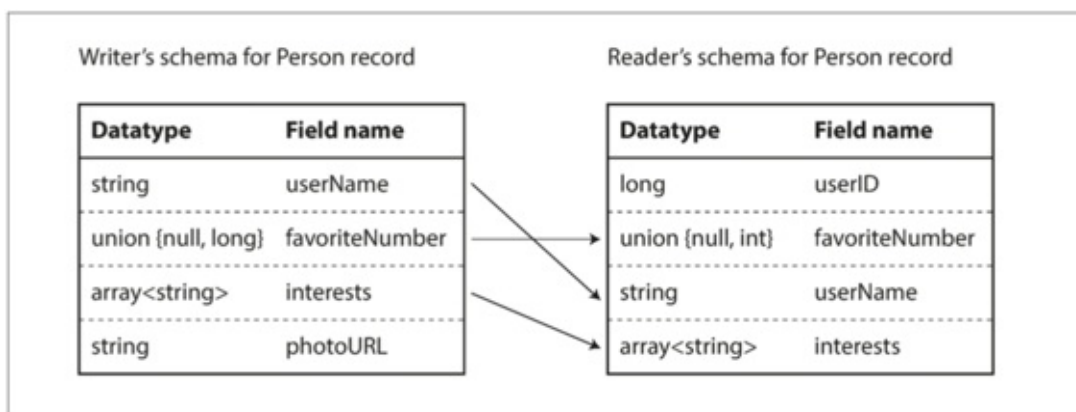 Writer’s schema for Person record
Datatype Field name
string userName
union {null, long} favoriteNumber
array<string> interests
string photoURL
Reader’s schema for Person record
Datatype Field name
long userID
union {null, int} favoriteNumber
string userName
array<string> interests